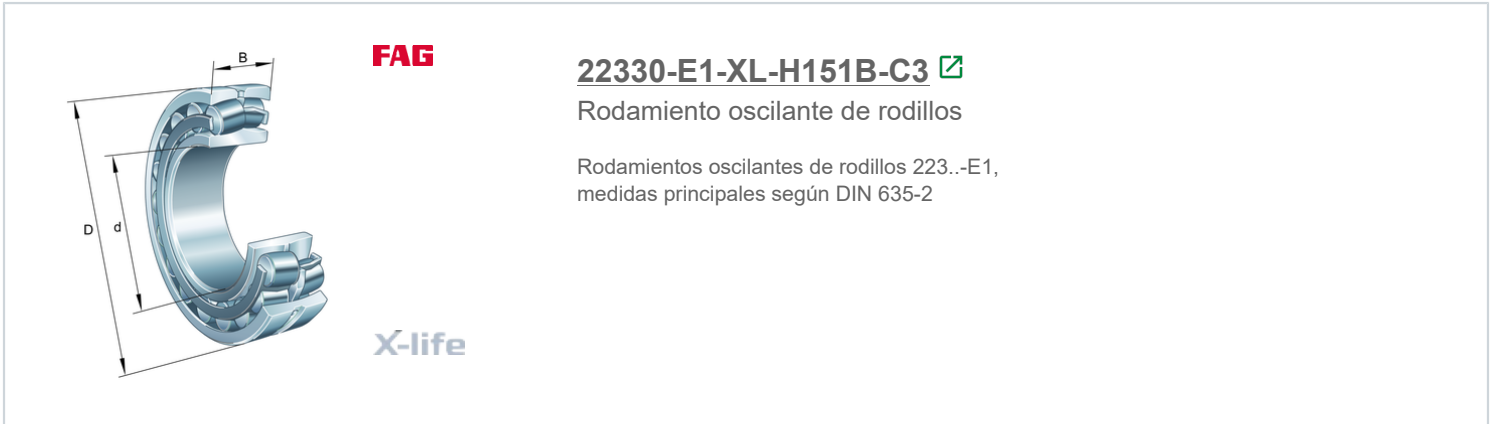 B
FAG
22330-E1-XL-H151B-C3
Rodamiento oscilante de rodillos
Rodamientos oscilantes de rodillos 223..-E1,
medidas principales según DIN 635-2
D
d
X-life